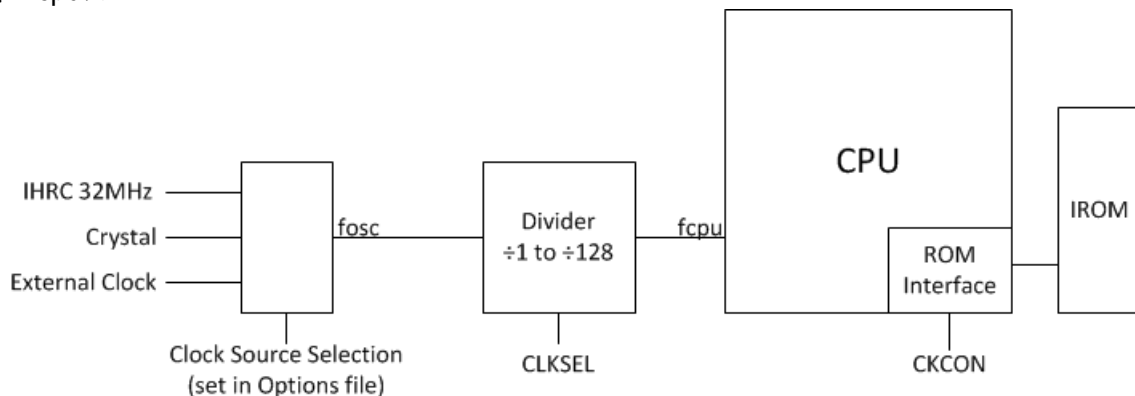 IHRC 32MHz
Crystal
External Clock
fosc
Clock Source Selection
(set in Options file)
Divider
÷1 to ÷128
CLKSEL
fcpu
CPU
ROM
Interface
CKCON
IROM